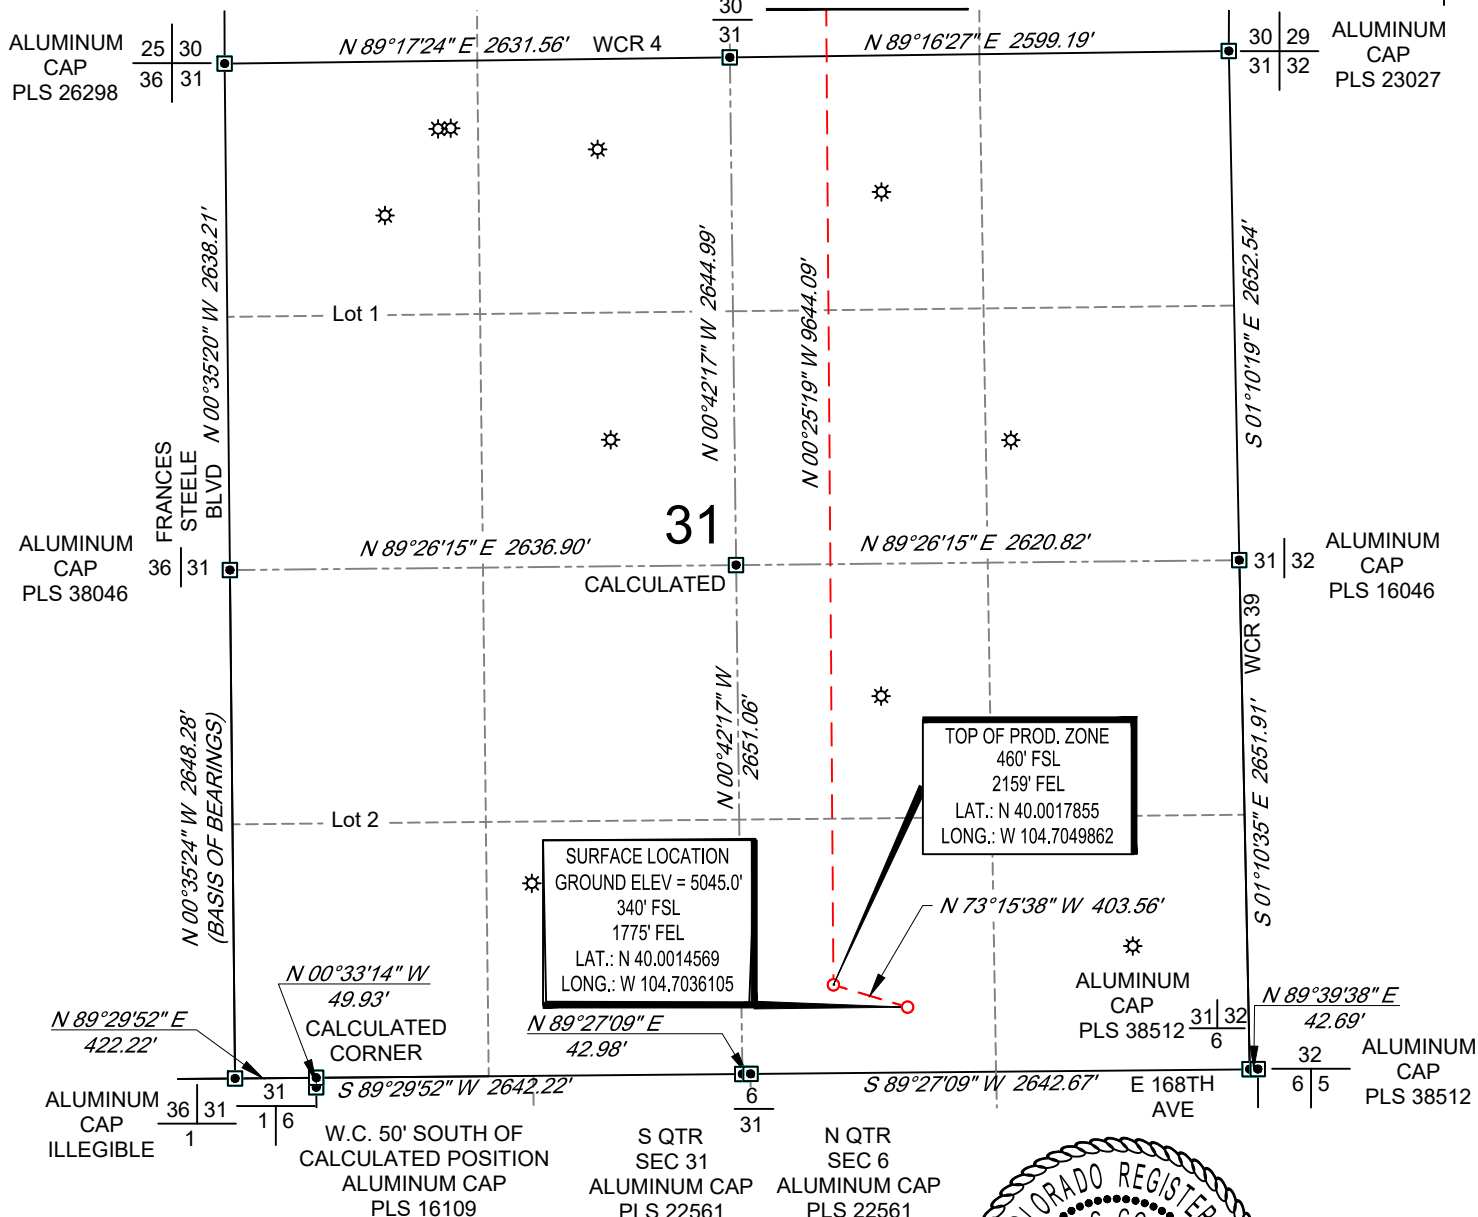 30
31
ALUMINUM
CAP
PLS 26298
25 30
36 31
N 89°17'24" E 2631.56'
WCR 4
N 89°16'27" E 2599.19'
30 29
31 32
ALUMINUM
CAP
PLS 23027
N 00°35'20" W 2638.21'
N 00°42'17" W 2644.99'
N 00°25'19" W 9644.09'
S 01°10'19" E 2652.54'
Lot 1
FRANCES
STEELE
BLVD
31
ALUMINUM
CAP
PLS 38046
36 31
N 89°26'15" E 2636.90'
CALCULATED
N 89°26'15" E 2620.82'
31 32
ALUMINUM
CAP
PLS 16046
WCR 39
N 00°35'24" W 2648.28'
(BASIS OF BEARINGS)
N 00°42'17" W
2651.06'
S 01°10'35" E 2651.91'
TOP OF PROD. ZONE
460' FSL
2159' FEL
LAT.: N 40.0017855
LONG.: W 104.7049862
Lot 2
SURFACE LOCATION
GROUND ELEV = 5045.0'
340' FSL
1775' FEL
LAT.: N 40.0014569
LONG.: W 104.7036105
N 73°15'38" W 403.56'
N 00°33'14" W
49.93'
CALCULATED
CORNER
N 89°29'52" E
422.22'
N 89°27'09" E
42.98'
ALUMINUM
CAP
PLS 38512
31 32
6
N 89°39'38" E
42.69'
32
6 5
ALUMINUM
CAP
PLS 38512
ALUMINUM
CAP
ILLEGIBLE
36 31
1
31
1 6
S 89°29'52" W 2642.22'
6
31
S 89°27'09" W 2642.67'
E 168TH
AVE
W.C. 50' SOUTH OF
CALCULATED POSITION
ALUMINUM CAP
PLS 16109
S QTR
SEC 31
ALUMINUM CAP
PLS 22561
N QTR
SEC 6
ALUMINUM CAP
PLS 22561